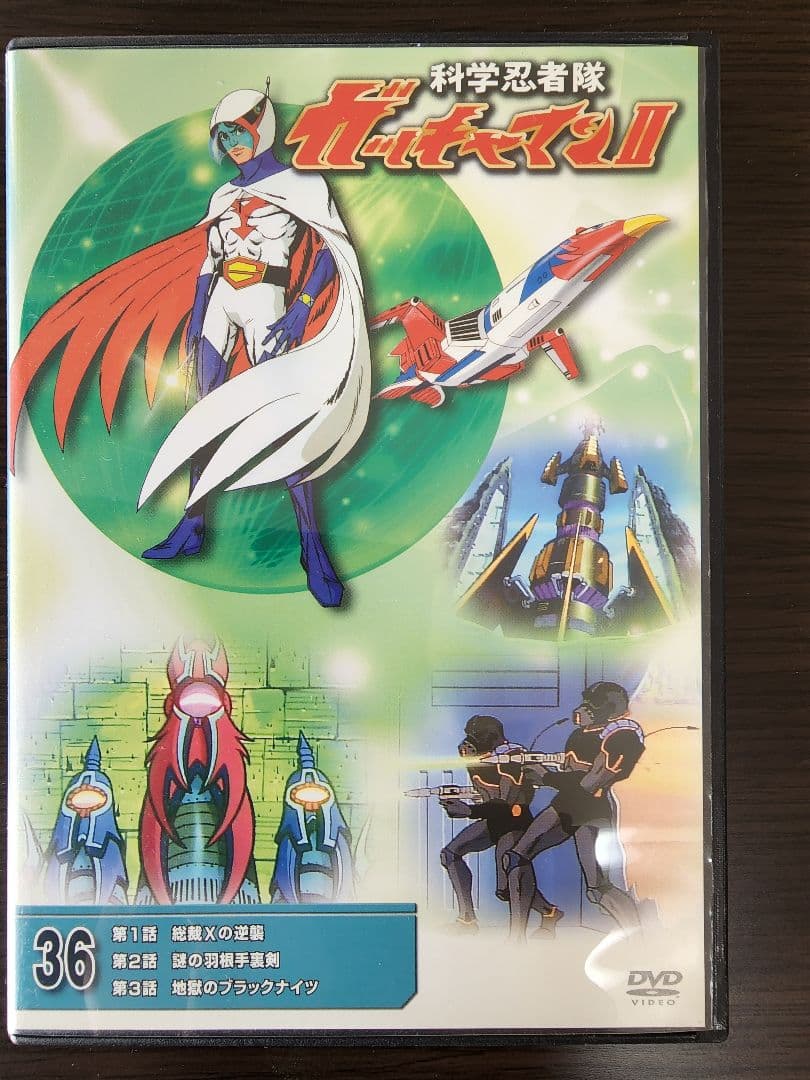 科学忍者隊
ガッチャマンⅡ
36
第1話 総裁Xの逆襲
第2話 謎の羽根手裏剣
第3話 地獄のブラックナイツ
DVD
VIDEO